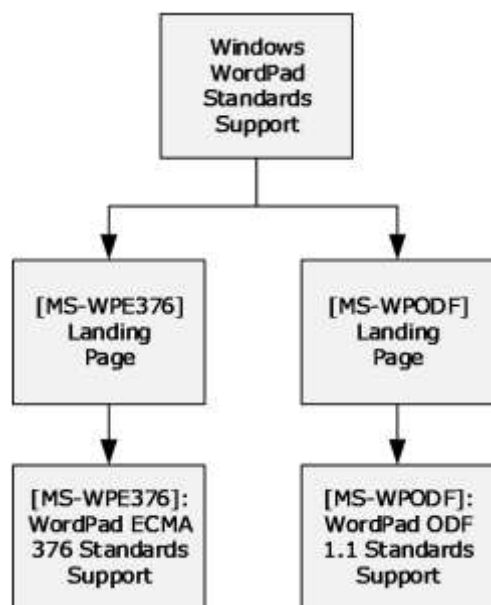 Windows
WordPad
Standards
Support
[MS-WPE376]
Landing
Page
[MS-WPODF]
Landing
Page
[MS-WPE376]:
WordPad ECMA
376 Standards
Support
[MS-WPODF]:
WordPad ODF
1.1 Standards
Support